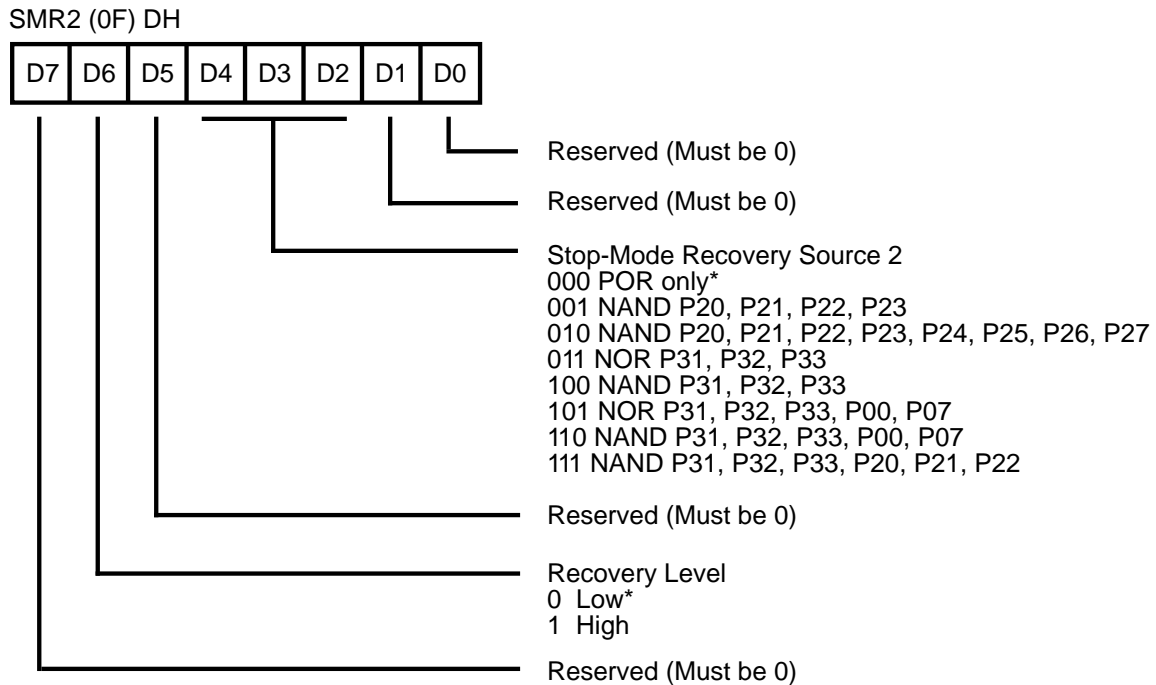 SMR2 (0F) DH
D7 D6 D5 D4 D3 D2 D1 D0
Reserved (Must be 0)
Reserved (Must be 0)
Stop-Mode Recovery Source 2
000 POR only*
001 NAND P20, P21, P22, P23
010 NAND P20, P21, P22, P23, P24, P25, P26, P27
011 NOR P31, P32, P33
100 NAND P31, P32, P33
101 NOR P31, P32, P33, P00, P07
110 NAND P31, P32, P33, P00, P07
111 NAND P31, P32, P33, P20, P21, P22
Reserved (Must be 0)
Recovery Level
0 Low*
1 High
Reserved (Must be 0)